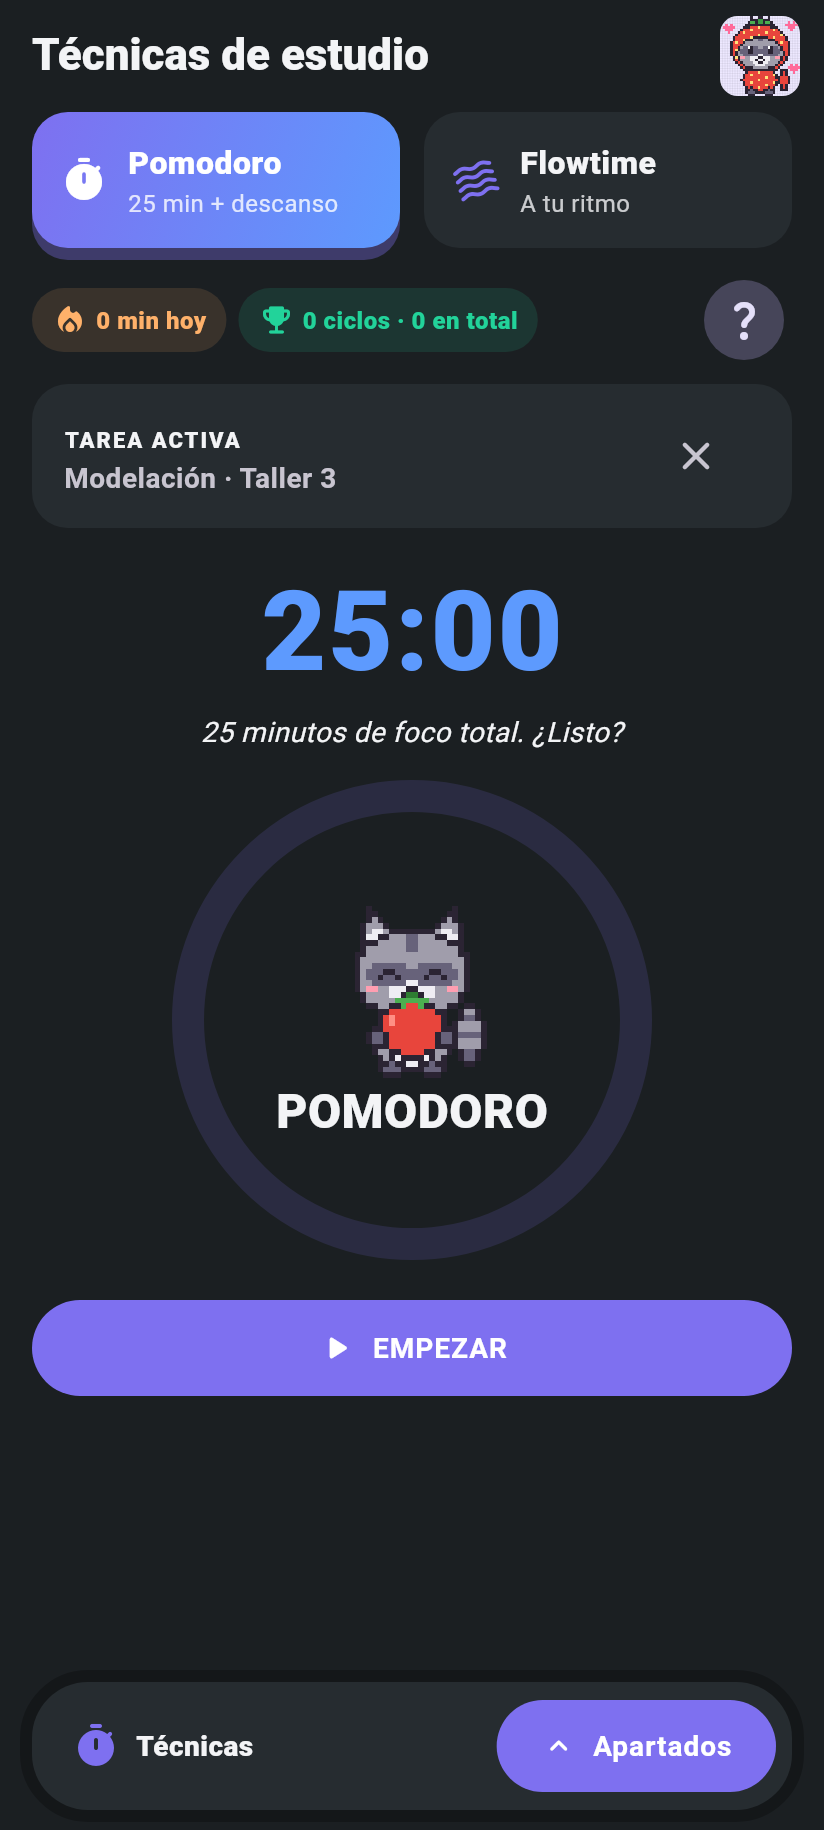 Técnicas de estudio
Pomodoro
25 min + descanso
Flowtime
A tu ritmo
0 min hoy
0 ciclos · 0 en total
?
TAREA ACTIVA
Modelación · Taller 3
25:00
25 minutos de foco total. ¿Listo?
POMODORO
EMPEZAR
Técnicas
Apartados